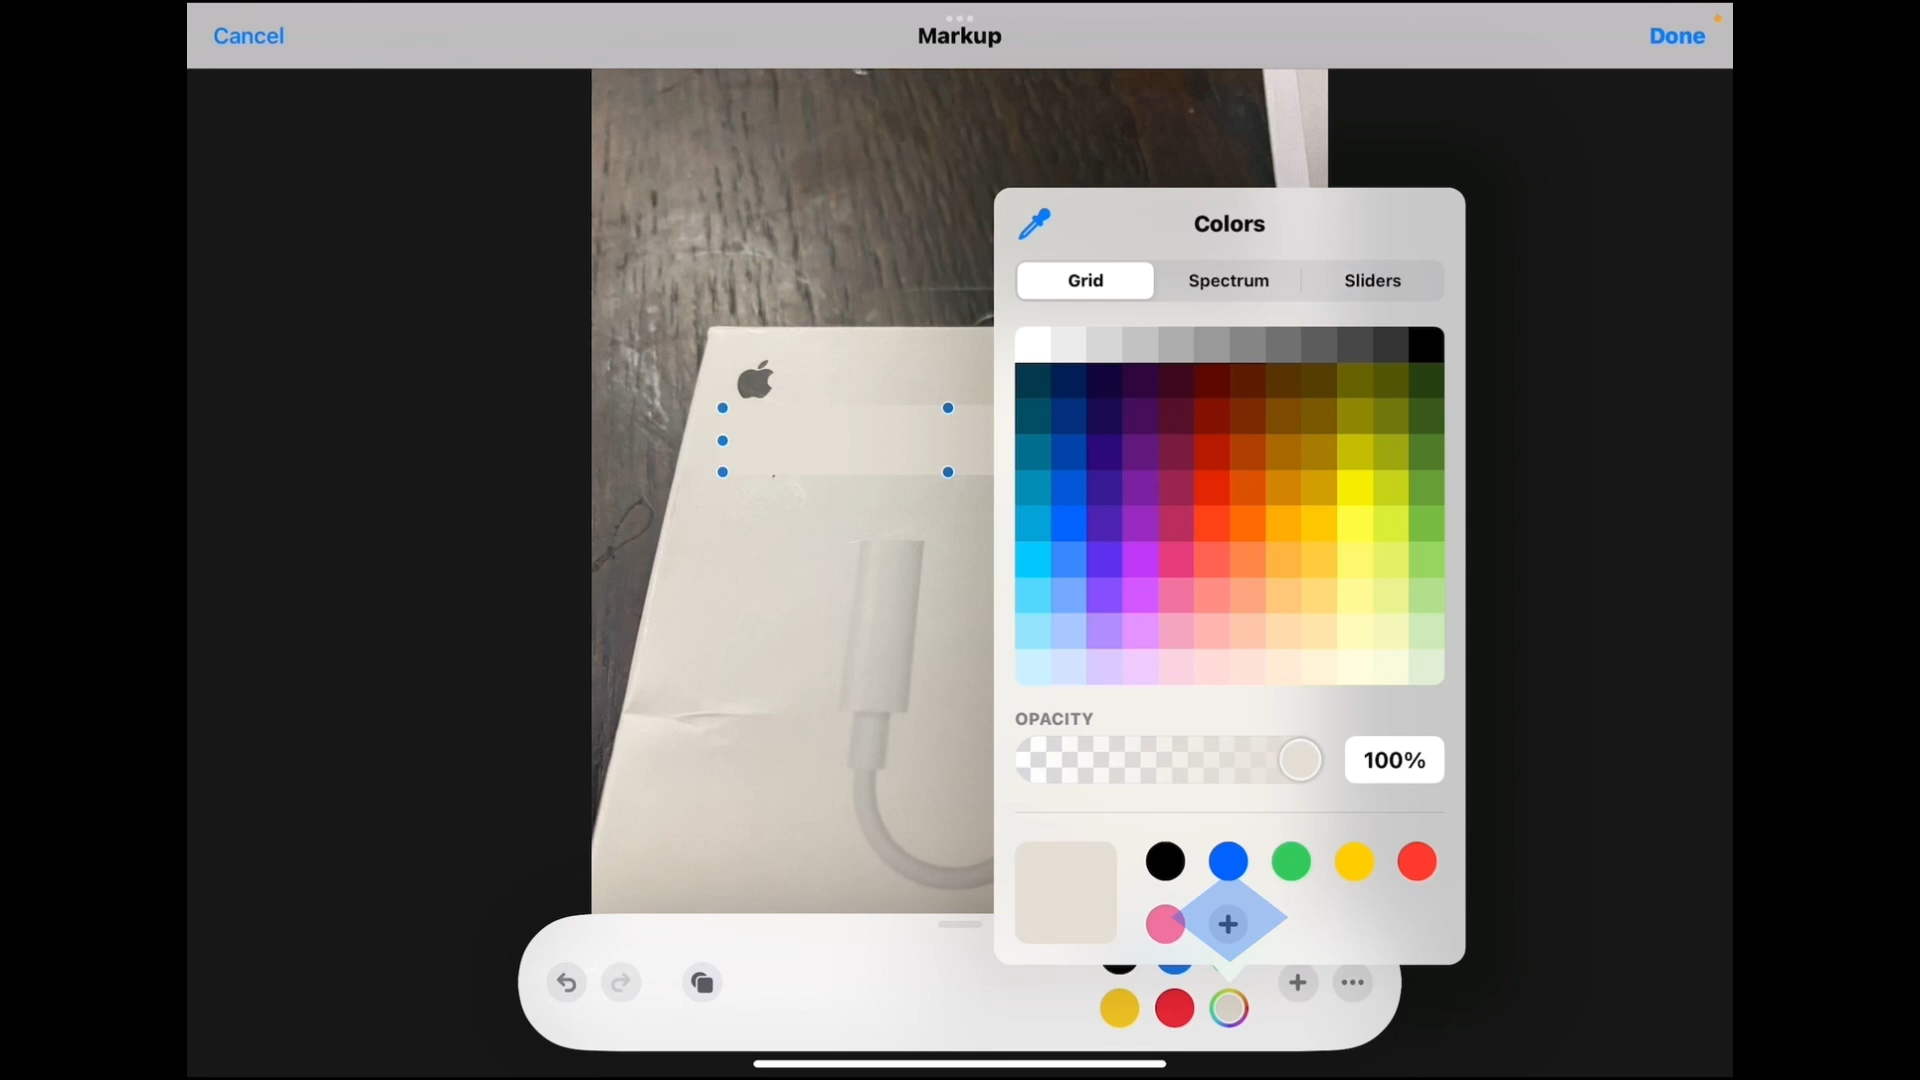 Cancel
Markup
Done
Colors
Grid
Spectrum
Sliders
OPACITY
100%